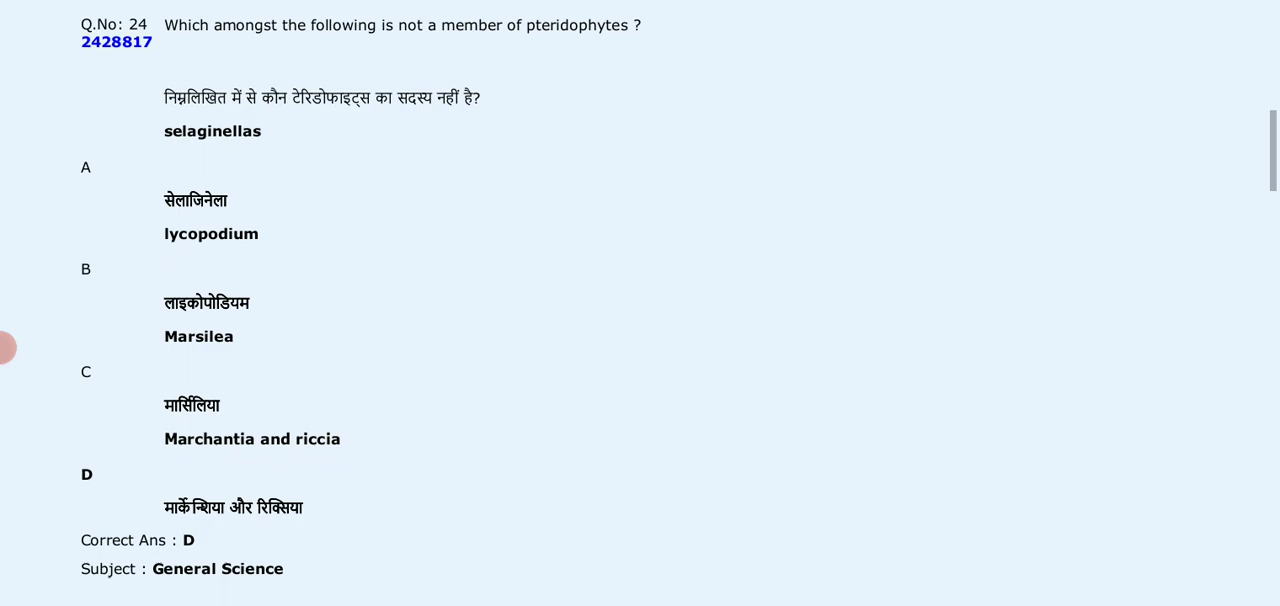 Q.No: 24 Which amongst the following is not a member of pteridophytes ?
2428817
निम्नलिखित में से कौन टेरिडोफाइट्स का सदस्य नहीं है?
selaginellas
A
सेलाजिनेला
lycopodium
B
लाइकोपोडियम
Marsilea
C
मार्सिलिया
Marchantia and riccia
D
मार्केन्शिया और रिक्सिया
Correct Ans : D
Subject : General Science